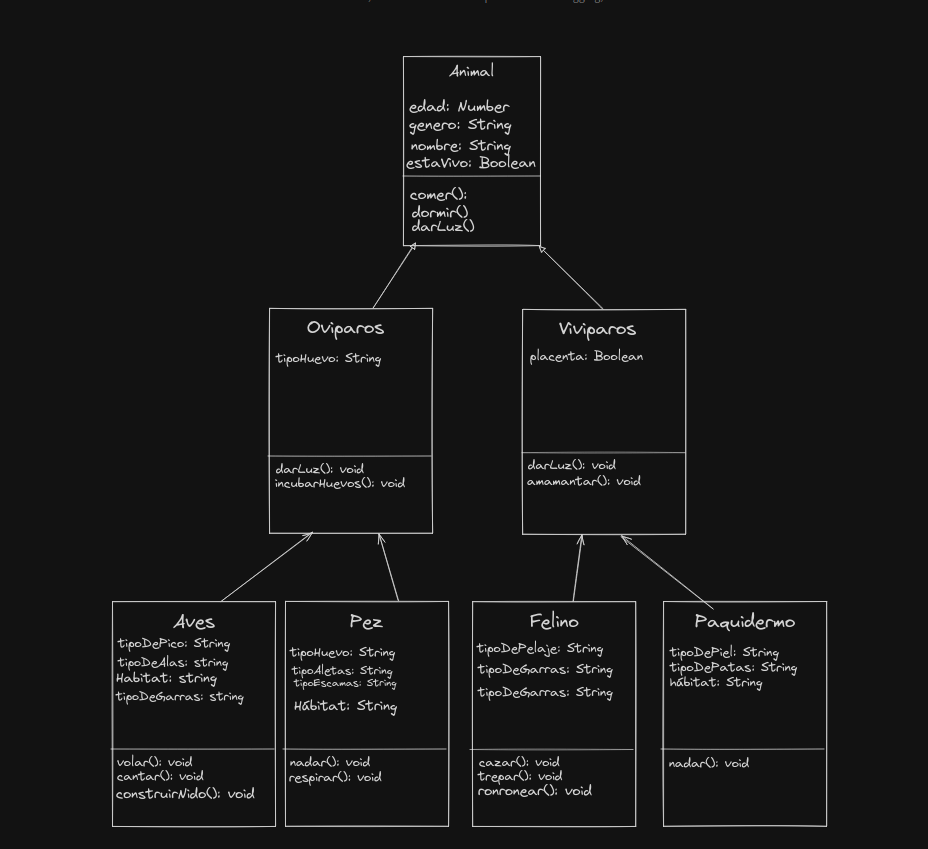 Animal
edad: Number
genero: String
nombre: String
estaVivo: Boolean
comer():
dormir()
darLuz()
Oviparos
tipoHuevo: String
darLuz(): void
incubarHuevos(): void
Viviparos
placenta: Boolean
darLuz(): void
amamantar(): void
Aves
tipoDePico: String
tipoDeAlas: string
Habitat: string
tipoDeGarras: string
volar(): void
cantar(): void
construirNido(): void
Pez
tipoHuevo: String
tipoAletas: String
tipoEscamas: String
Hábitat: String
nadar(): void
respirar(): void
Felino
tipoDePelaje: String
tipoDeGarras: String
tipoDeGarras: String
cazar(): void
trepar(): void
ronronear(): void
Paquidermo
tipoDePiel: String
tipoDePatas: String
hábitat: String
nadar(): void